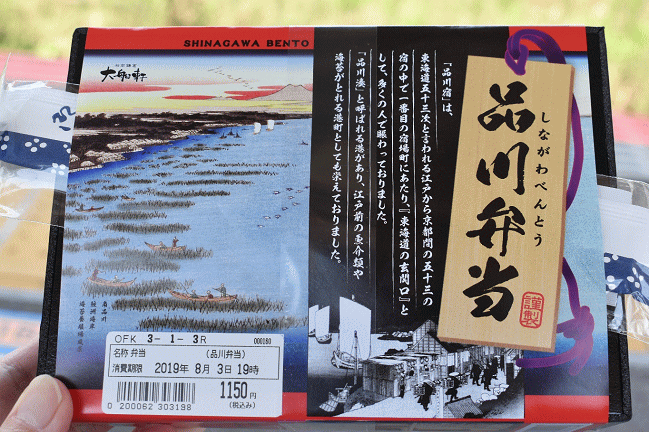 SHINAGAWA BENTO
大船軒
「品川宿」は、
東海道五十三次と言われる江戸から京都間の五十三の
宿の中で一番目の宿場町にあたり、『東海道の玄関口』と
して、多くの人で賑わっておりました。
「品川湊」と呼ばれる港があり、江戸前の魚介類や
海苔がとれる港町としても栄えておりました。
しながわべんとう
品川弁当
謹製
OFK 3-1-3R 000180
名称 弁当 (品川弁当)
消費期限 2019年 8月 3日 19時
1150円
(税込み)
0 200062 303198